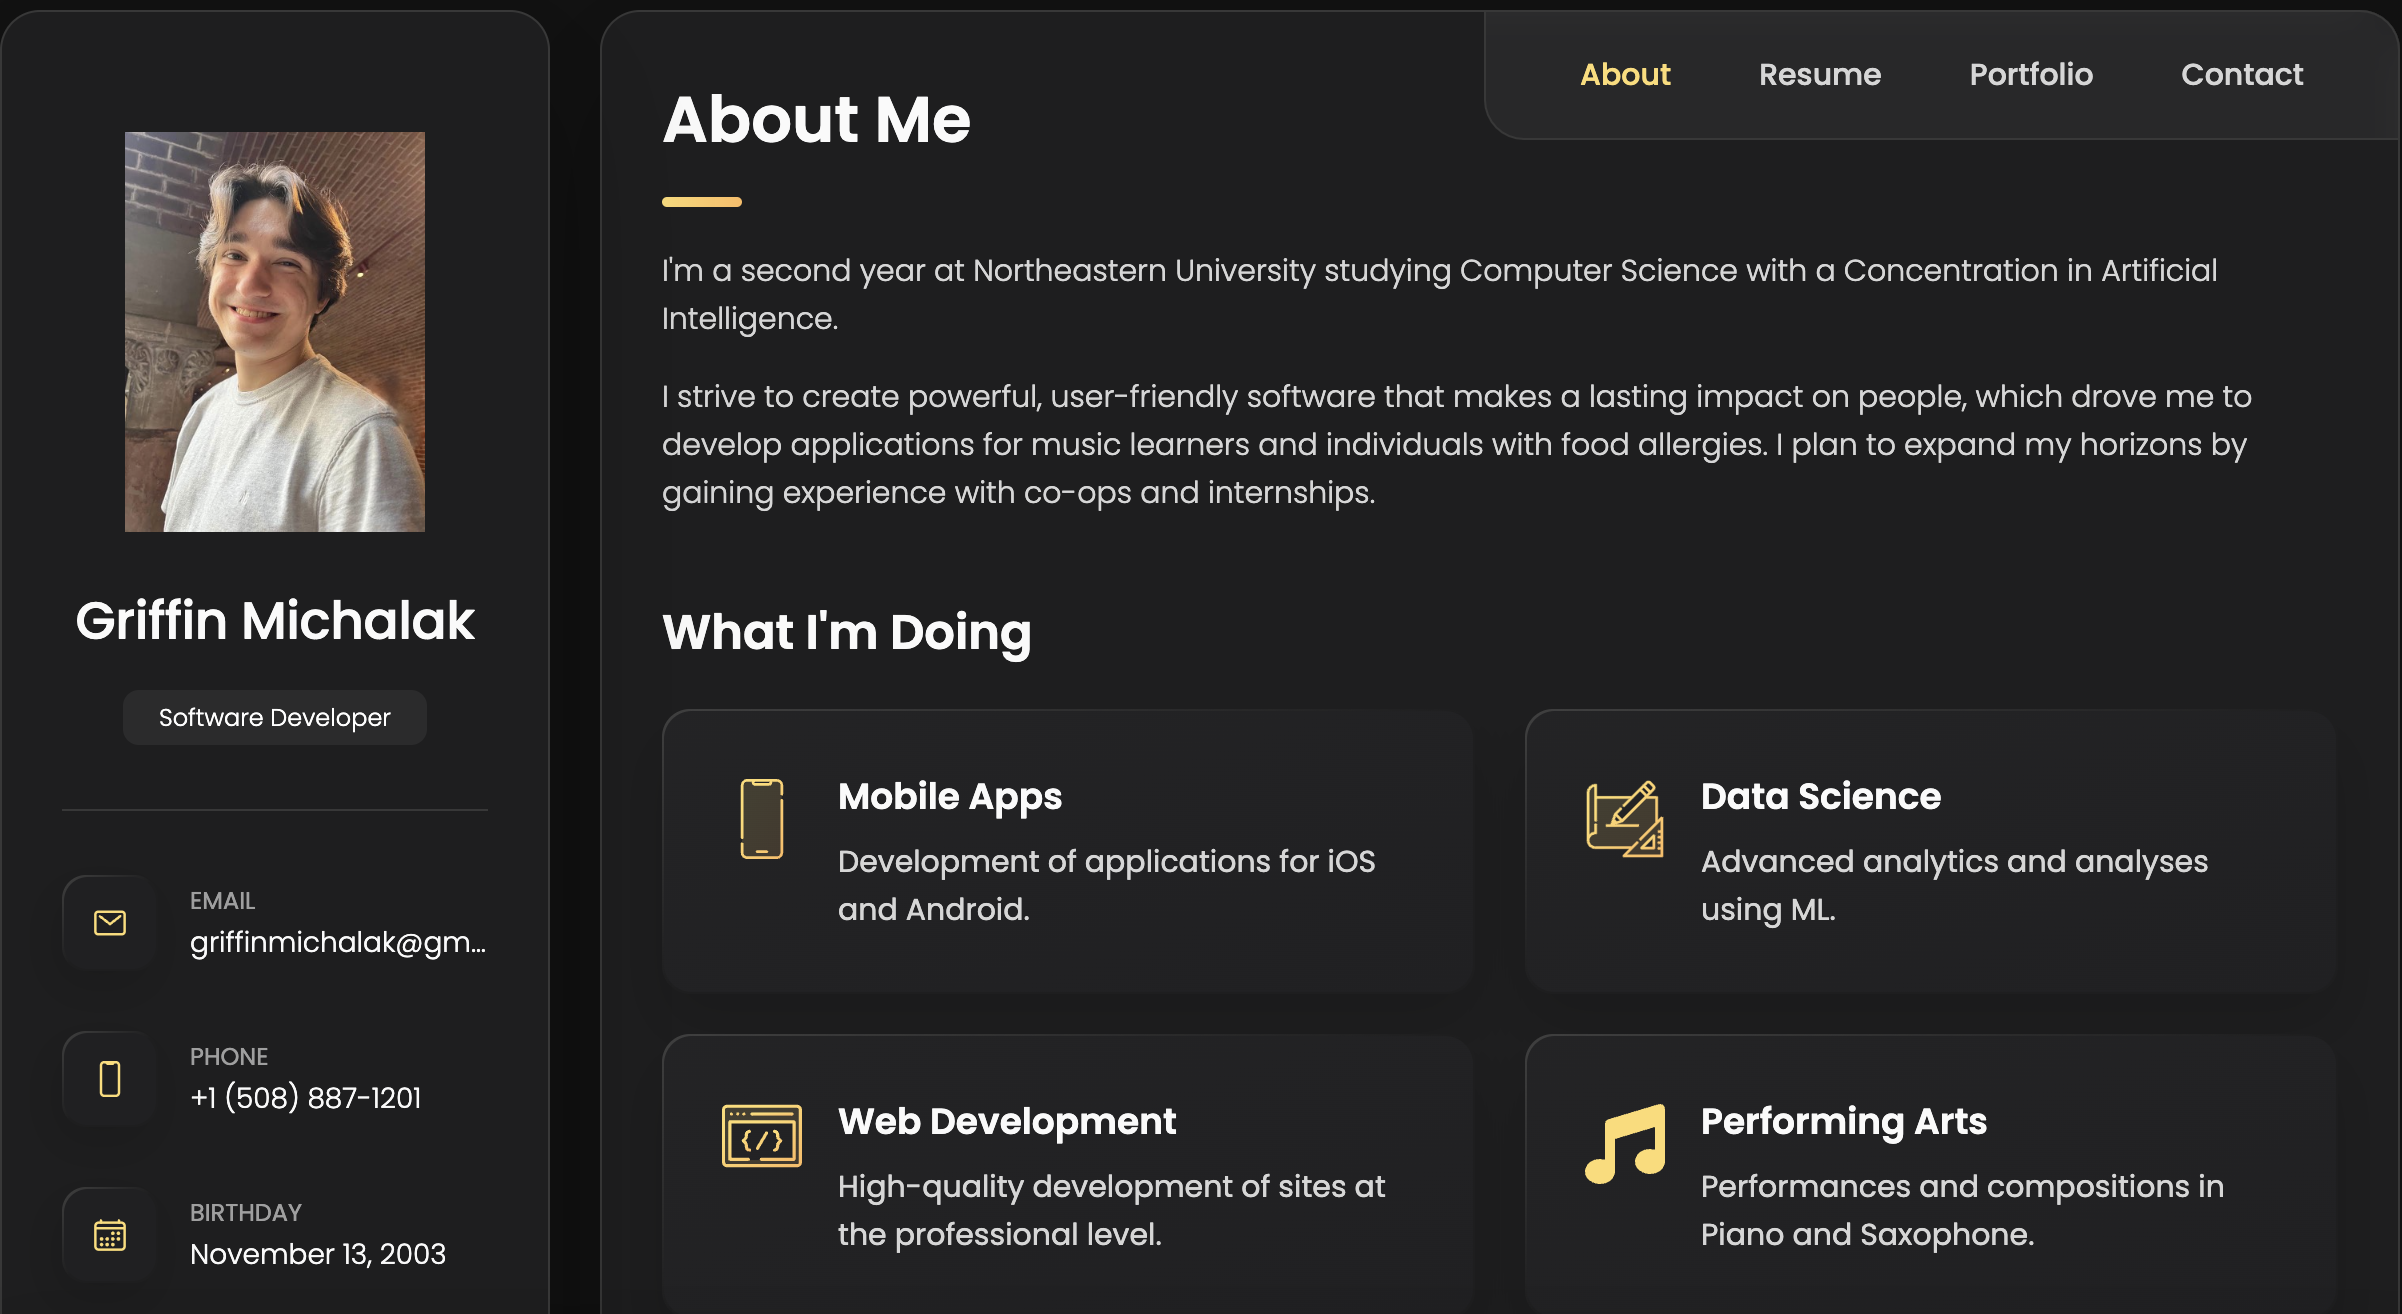 Griffin Michalak
Software Developer
EMAIL
griffinmichalak@gm...
PHONE
+1 (508) 887-1201
BIRTHDAY
November 13, 2003
About
Resume
Portfolio
Contact
About Me
I'm a second year at Northeastern University studying Computer Science with a Concentration in Artificial
Intelligence.
I strive to create powerful, user-friendly software that makes a lasting impact on people, which drove me to
develop applications for music learners and individuals with food allergies. I plan to expand my horizons by
gaining experience with co-ops and internships.
What I'm Doing
Mobile Apps
Development of applications for iOS
and Android.
Data Science
Advanced analytics and analyses
using ML.
Web Development
High-quality development of sites at
the professional level.
Performing Arts
Performances and compositions in
Piano and Saxophone.